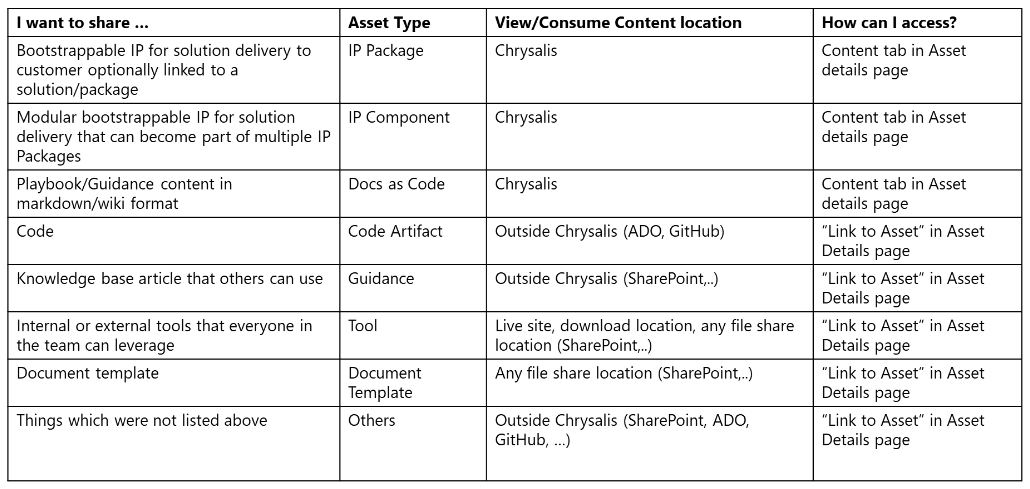 I want to share ... Asset Type View/Consume Content location How can I access?
Bootstrappable IP for solution delivery to IP Package Chrysalis Content tab in Asset
customer optionally linked to a details page
solution/package
Modular bootstrappable IP for solution IP Component Chrysalis Content tab in Asset
delivery that can become part of multiple IP details page
Packages
Playbook/Guidance content in Docs as Code Chrysalis Content tab in Asset
markdown/wiki format details page
Code Code Artifact Outside Chrysalis (ADO, GitHub) “Link to Asset” in Asset
Details page
Knowledge base article that others can use Guidance Outside Chrysalis (SharePoint,..) “Link to Asset” in Asset
Details page
Internal or external tools that everyone in Tool Live site, download location, any file share “Link to Asset” in Asset
the team can leverage location (SharePoint,..) Details page
Document template Document Any file share location (SharePoint,..) “Link to Asset” in Asset
Template Details page
Things which were not listed above Others Outside Chrysalis (SharePoint, ADO, “Link to Asset” in Asset
GitHub, ...) Details page